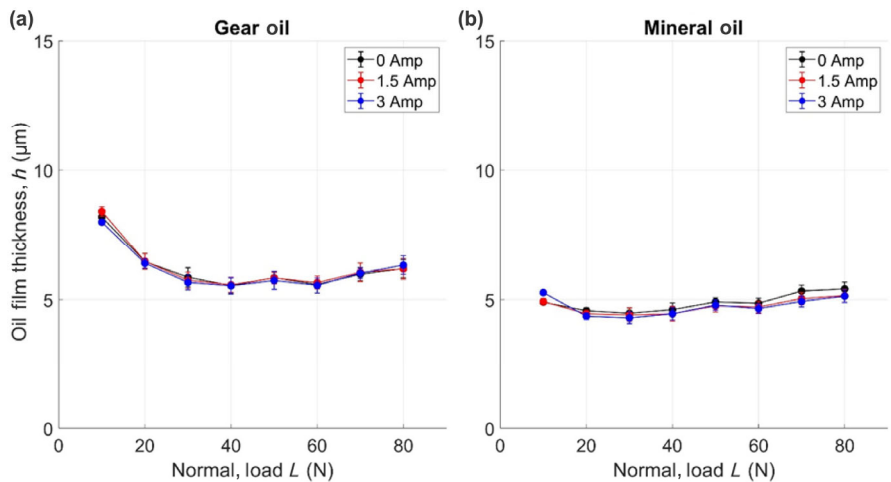 (a)
Gear oil
15
10
5
0
0 Amp
1.5 Amp
3 Amp
Oil film thickness, h (µm)
0 20 40 60 80
Normal, load L (N)
(b)
Mineral oil
15
10
5
0
0 Amp
1.5 Amp
3 Amp
0 20 40 60 80
Normal, load L (N)